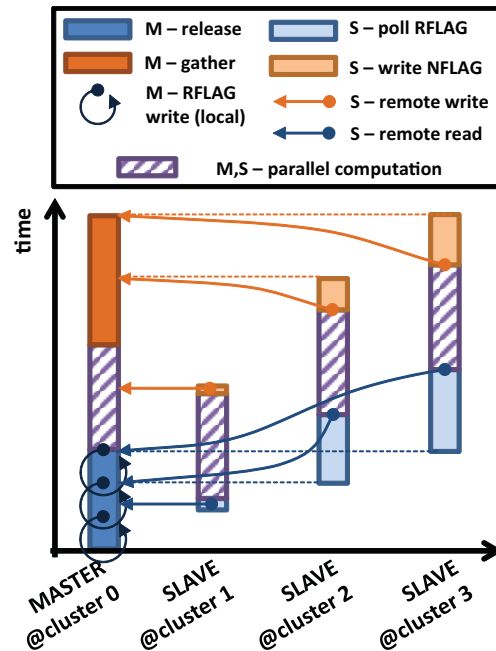 M – release
M – gather
M – RFLAG
write (local)
S – poll RFLAG
S – write NFLAG
S – remote write
S – remote read
M,S – parallel computation
time
MASTER
@cluster 0
SLAVE
@cluster 1
SLAVE
@cluster 2
SLAVE
@cluster 3